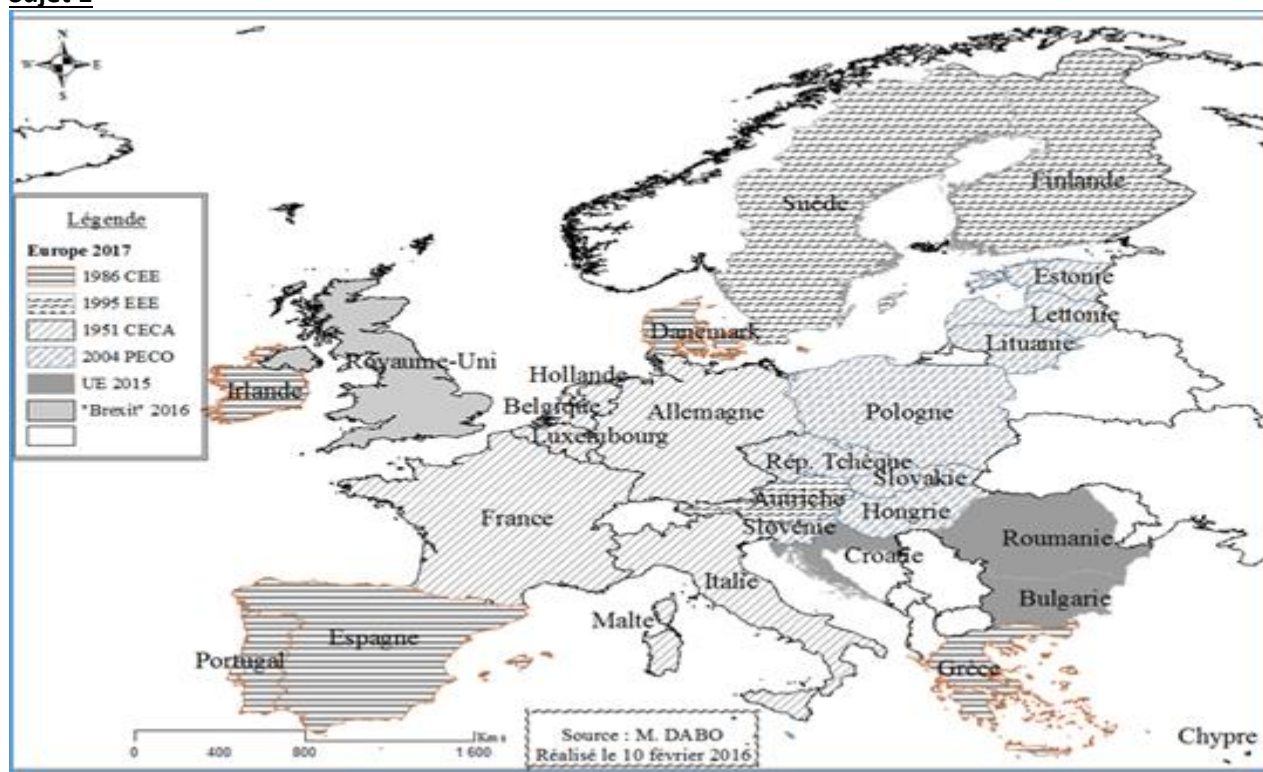 Sujet 1
N
W E
S
Légende
Europe 2017
1986 CEE
1995 EEE
1951 CECA
2004 PECO
UE 2015
"Brexit" 2016
Suède
Finlande
Estonie
Lettonie
Lituanie
Danemark
Royaume-Uni
Irlande
Hollande
Belgique
Luxembourg
Allemagne
Pologne
Rép. Tchèque
Slovakie
Autriche
Hongrie
Slovénie
France
Croatie
Roumanie
Italie
Bulgarie
Malte
Espagne
Portugal
Grèce
Chypre
Kms
0 400 800 1 600
Source : M. DABO
Réalisé le 10 février 2016